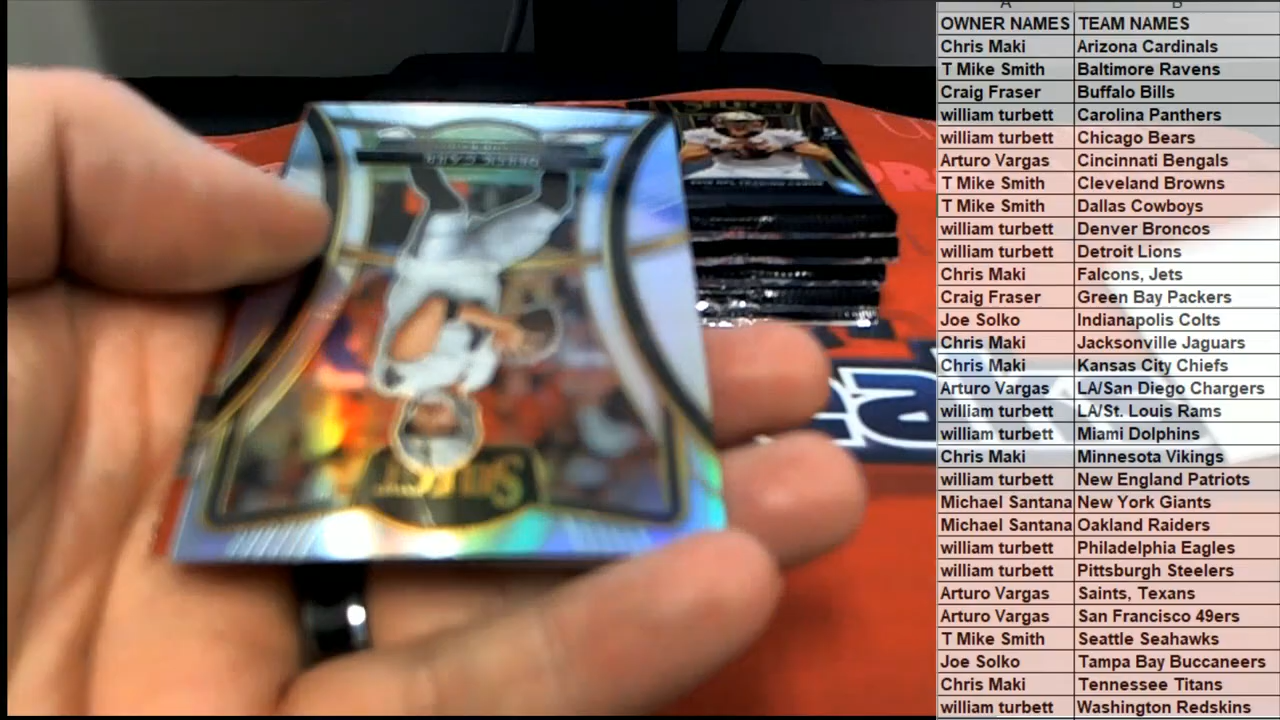 A B
OWNER NAMES TEAM NAMES
Chris Maki Arizona Cardinals
T Mike Smith Baltimore Ravens
Craig Fraser Buffalo Bills
william turbett Carolina Panthers
william turbett Chicago Bears
Arturo Vargas Cincinnati Bengals
T Mike Smith Cleveland Browns
T Mike Smith Dallas Cowboys
william turbett Denver Broncos
william turbett Detroit Lions
Chris Maki Falcons, Jets
Craig Fraser Green Bay Packers
Joe Solko Indianapolis Colts
Chris Maki Jacksonville Jaguars
Chris Maki Kansas City Chiefs
Arturo Vargas LA/San Diego Chargers
william turbett LA/St. Louis Rams
william turbett Miami Dolphins
Chris Maki Minnesota Vikings
william turbett New England Patriots
Michael Santana New York Giants
Michael Santana Oakland Raiders
william turbett Philadelphia Eagles
william turbett Pittsburgh Steelers
Arturo Vargas Saints, Texans
Arturo Vargas San Francisco 49ers
T Mike Smith Seattle Seahawks
Joe Solko Tampa Bay Buccaneers
Chris Maki Tennessee Titans
william turbett Washington Redskins
DEREK CARR
SELECT